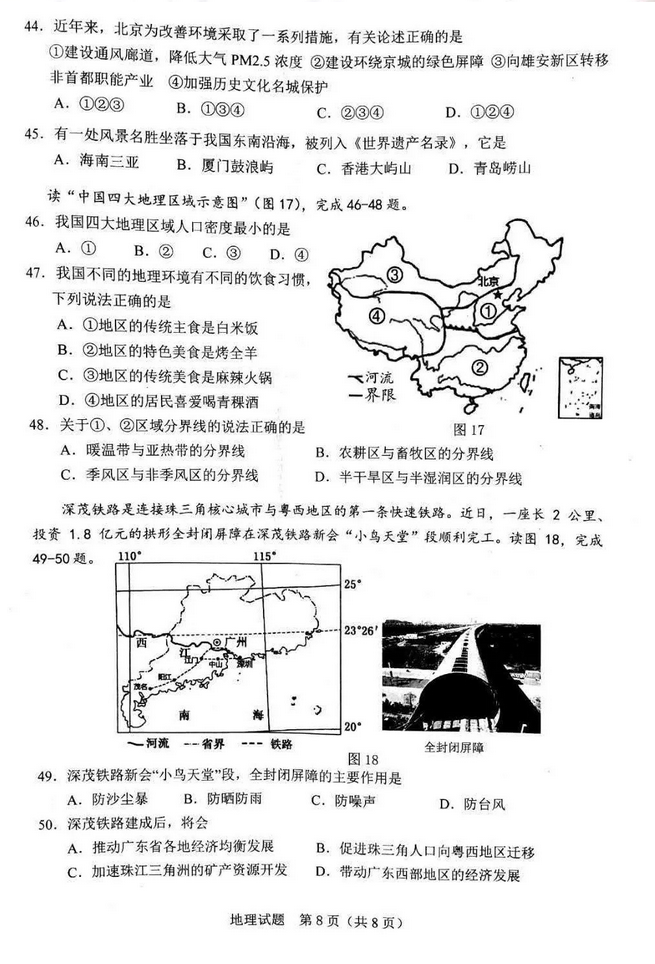 44．近年来，北京为改善环境采取了一系列措施，有关论述正确的是
①建设通风廊道，降低大气 PM2.5 浓度 ②建设环绕京城的绿色屏障 ③向雄安新区转移
非首都职能产业 ④加强历史文化名城保护
A．①②③ B．①③④ C．②③④ D．①②④
45．有一处风景名胜坐落于我国东南沿海，被列入《世界遗产名录》，它是
A．海南三亚 B．厦门鼓浪屿 C．香港大屿山 D．青岛崂山
读“中国四大地理区域示意图”（图 17），完成 46-48 题。
46．我国四大地理区域人口密度最小的是
A．① B．② C．③ D．④
47．我国不同的地理环境有不同的饮食习惯，
下列说法正确的是
A．①地区的传统主食是白米饭
B．②地区的特色美食是烤全羊
C．③地区的传统美食是麻辣火锅
D．④地区的居民喜爱喝青稞酒
③
北京
①
④
②
河流
界限
图 17
48．关于①、②区域分界线的说法正确的是
A．暖温带与亚热带的分界线 B．农耕区与畜牧区的分界线
C．季风区与非季风区的分界线 D．半干旱区与半湿润区的分界线
深茂铁路是连接珠三角核心城市与粤西地区的第一条快速铁路。近日，一座长 2 公里、
投资 1.8 亿元的拱形全封闭屏障在深茂铁路新会“小鸟天堂”段顺利完工。读图 18，完成
49-50 题。
110° 115°
25°
23°26′
西 广州
江
江门 中山 深圳
阳江
茂名
南 海
20°
河流 省界 铁路
全封闭屏障
图 18
49．深茂铁路新会“小鸟天堂”段，全封闭屏障的主要作用是
A．防沙尘暴 B．防晒防雨 C．防噪声 D．防台风
50．深茂铁路建成后，将会
A．推动广东省各地经济均衡发展 B．促进珠三角人口向粤西地区迁移
C．加速珠江三角洲的矿产资源开发 D．带动广东西部地区的经济发展
地理试题 第 8 页（共 8 页）